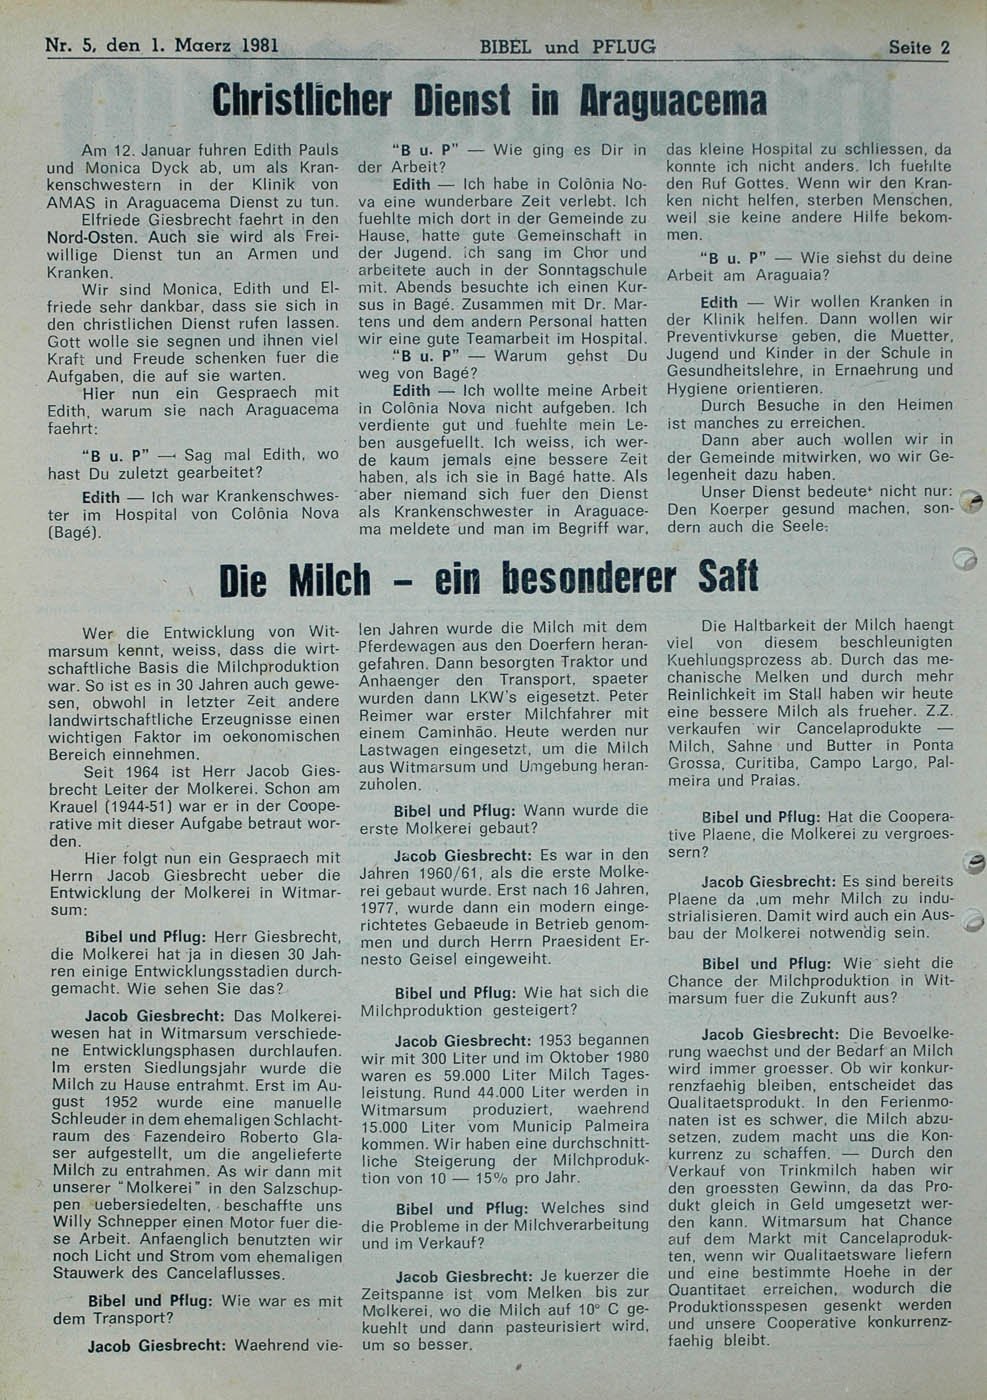 Nr. 5, den 1. Maerz 1981
BIBEL und PFLUG
Seite 2
Christlicher Dienst in Araguacema
Am 12. Januar fuhren Edith Pauls
und Monica Dyck ab, um als Kran-
kenschwestern in der Klinik von
AMAS in Araguacema Dienst zu tun.
Elfriede Giesbrecht faehrt in den
Nord-Osten. Auch sie wird als Frei-
willige Dienst tun an Armen und
Kranken.
Wir sind Monica, Edith und El-
friede sehr dankbar, dass sie sich in
den christlichen Dienst rufen lassen.
Gott wolle sie segnen und ihnen viel
Kraft und Freude schenken fuer die
Aufgaben, die auf sie warten.
Hier nun ein Gespraech mit
Edith, warum sie nach Araguacema
faehrt:
"B u. P" — Sag mal Edith, wo
hast Du zuletzt gearbeitet?
Edith — Ich war Krankenschwes-
ter im Hospital von Colônia Nova
(Bagé).
"B u. P" — Wie ging es Dir in
der Arbeit?
Edith — Ich habe in Colônia No-
va eine wunderbare Zeit verlebt. Ich
fuehlte mich dort in der Gemeinde zu
Hause, hatte gute Gemeinschaft in
der Jugend. ich sang im Chor und
arbeitete auch in der Sonntagschule
mit. Abends besuchte ich einen Kur-
sus in Bagé. Zusammen mit Dr. Mar-
tens und dem andern Personal hatten
wir eine gute Teamarbeit im Hospital.
"B u. P" — Warum gehst Du
weg von Bagé?
Edith — Ich wollte meine Arbeit
in Colônia Nova nicht aufgeben. Ich
verdiente gut und fuehlte mein Le-
ben ausgefuellt. Ich weiss, ich wer-
de kaum jemals eine bessere Zeit
haben, als ich sie in Bagé hatte. Als
aber niemand sich fuer den Dienst
als Krankenschwester in Araguace-
ma meldete und man im Begriff war,
das kleine Hospital zu schliessen, da
konnte ich nicht anders. Ich fuehlte
den Ruf Gottes. Wenn wir den Kran-
ken nicht helfen, sterben Menschen,
weil sie keine andere Hilfe bekom-
men.
"B u. P" — Wie siehst du deine
Arbeit am Araguaia?
Edith — Wir wollen Kranken in
der Klinik helfen. Dann wollen wir
Preventivkurse geben, die Muetter,
Jugend und Kinder in der Schule in
Gesundheitslehre, in Ernaehrung und
Hygiene orientieren.
Durch Besuche in den Heimen
ist manches zu erreichen.
Dann aber auch wollen wir in
der Gemeinde mitwirken, wo wir Ge-
legenheit dazu haben.
Unser Dienst bedeutet nicht nur:
Den Koerper gesund machen, son-
dern auch die Seele:
Die Milch – ein besonderer Saft
Wer die Entwicklung von Wit-
marsum kennt, weiss, dass die wirt-
schaftliche Basis die Milchproduktion
war. So ist es in 30 Jahren auch gewe-
sen, obwohl in letzter Zeit andere
landwirtschaftliche Erzeugnisse einen
wichtigen Faktor im oekonomischen
Bereich einnehmen.
Seit 1964 ist Herr Jacob Gies-
brecht Leiter der Molkerei. Schon am
Krauel (1944-51) war er in der Coope-
rative mit dieser Aufgabe betraut wor-
den.
Hier folgt nun ein Gespraech mit
Herrn Jacob Giesbrecht ueber die
Entwicklung der Molkerei in Witmar-
sum:
Bibel und Pflug: Herr Giesbrecht,
die Molkerei hat ja in diesen 30 Jah-
ren einige Entwicklungsstadien durch-
gemacht. Wie sehen Sie das?
Jacob Giesbrecht: Das Molkerei-
wesen hat in Witmarsum verschiede-
ne Entwicklungsphasen durchlaufen.
Im ersten Siedlungsjahr wurde die
Milch zu Hause entrahmt. Erst im Au-
gust 1952 wurde eine manuelle
Schleuder in dem ehemaligen Schlacht-
raum des Fazendeiro Roberto Gla-
ser aufgestellt, um die angelieferte
Milch zu entrahmen. As wir dann mit
unserer "Molkerei" in den Salzschup-
pen uebersiedelten, beschaffte uns
Willy Schnepper einen Motor fuer die-
se Arbeit. Anfaenglich benutzten wir
noch Licht und Strom vom ehemaligen
Stauwerk des Cancelaflusses.
Bibel und Pflug: Wie war es mit
dem Transport?
Jacob Giesbrecht: Waehrend vie-
len Jahren wurde die Milch mit dem
Pferdewagen aus den Doerfern heran-
gefahren. Dann besorgten Traktor und
Anhaenger den Transport, spaeter
wurden dann LKW's eigesetzt. Peter
Reimer war erster Milchfahrer mit
einem Caminhão. Heute werden nur
Lastwagen eingesetzt, um die Milch
aus Witmarsum und Umgebung heran-
zuholen.
Bibel und Pflug: Wann wurde die
erste Molkerei gebaut?
Jacob Giesbrecht: Es war in den
Jahren 1960/61, als die erste Molke-
rei gebaut wurde. Erst nach 16 Jahren,
1977, wurde dann ein modern einge-
richtetes Gebaeude in Betrieb genom-
men und durch Herrn Praesident Er-
nesto Geisel eingeweiht.
Bibel und Pflug: Wie hat sich die
Milchproduktion gesteigert?
Jacob Giesbrecht: 1953 begannen
wir mit 300 Liter und im Oktober 1980
waren es 59.000 Liter Milch Tages-
leistung. Rund 44.000 Liter werden in
Witmarsum produziert, waehrend
15.000 Liter vom Municip Palmeira
kommen. Wir haben eine durchschnitt-
liche Steigerung der Milchproduk-
tion von 10 — 15% pro Jahr.
Bibel und Pflug: Welches sind
die Probleme in der Milchverarbeitung
und im Verkauf?
Jacob Giesbrecht: Je kuerzer die
Zeitspanne ist vom Melken bis zur
Molkerei, wo die Milch auf 10° C ge-
kuehlt und dann pasteurisiert wird,
um so besser.
Die Haltbarkeit der Milch haengt
viel von diesem beschleunigten
Kuehlungsprozess ab. Durch das me-
chanische Melken und durch mehr
Reinlichkeit im Stall haben wir heute
eine bessere Milch als frueher. Z.Z.
verkaufen wir Cancelaprodukte —
Milch, Sahne und Butter in Ponta
Grossa, Curitiba, Campo Largo, Pal-
meira und Praias.
Bibel und Pflug: Hat die Coopera-
tive Plaene, die Molkerei zu vergroes-
sern?
Jacob Giesbrecht: Es sind bereits
Plaene da ,um mehr Milch zu indu-
strialisieren. Damit wird auch ein Aus-
bau der Molkerei notwendig sein.
Bibel und Pflug: Wie sieht die
Chance der Milchproduktion in Wit-
marsum fuer die Zukunft aus?
Jacob Giesbrecht: Die Bevoelke-
rung waechst und der Bedarf an Milch
wird immer groesser. Ob wir konkur-
renzfaehig bleiben, entscheidet das
Qualitaetsprodukt. In den Ferienmo-
naten ist es schwer, die Milch abzu-
setzen, zudem macht uns die Kon-
kurrenz zu schaffen. — Durch den
Verkauf von Trinkmilch haben wir
den groessten Gewinn, da das Pro-
dukt gleich in Geld umgesetzt wer-
den kann. Witmarsum hat Chance
auf dem Markt mit Cancelaproduk-
ten, wenn wir Qualitaetsware liefern
und eine bestimmte Hoehe in der
Quantitaet erreichen, wodurch die
Produktionsspesen gesenkt werden
und unsere Cooperative konkurrenz-
faehig bleibt.